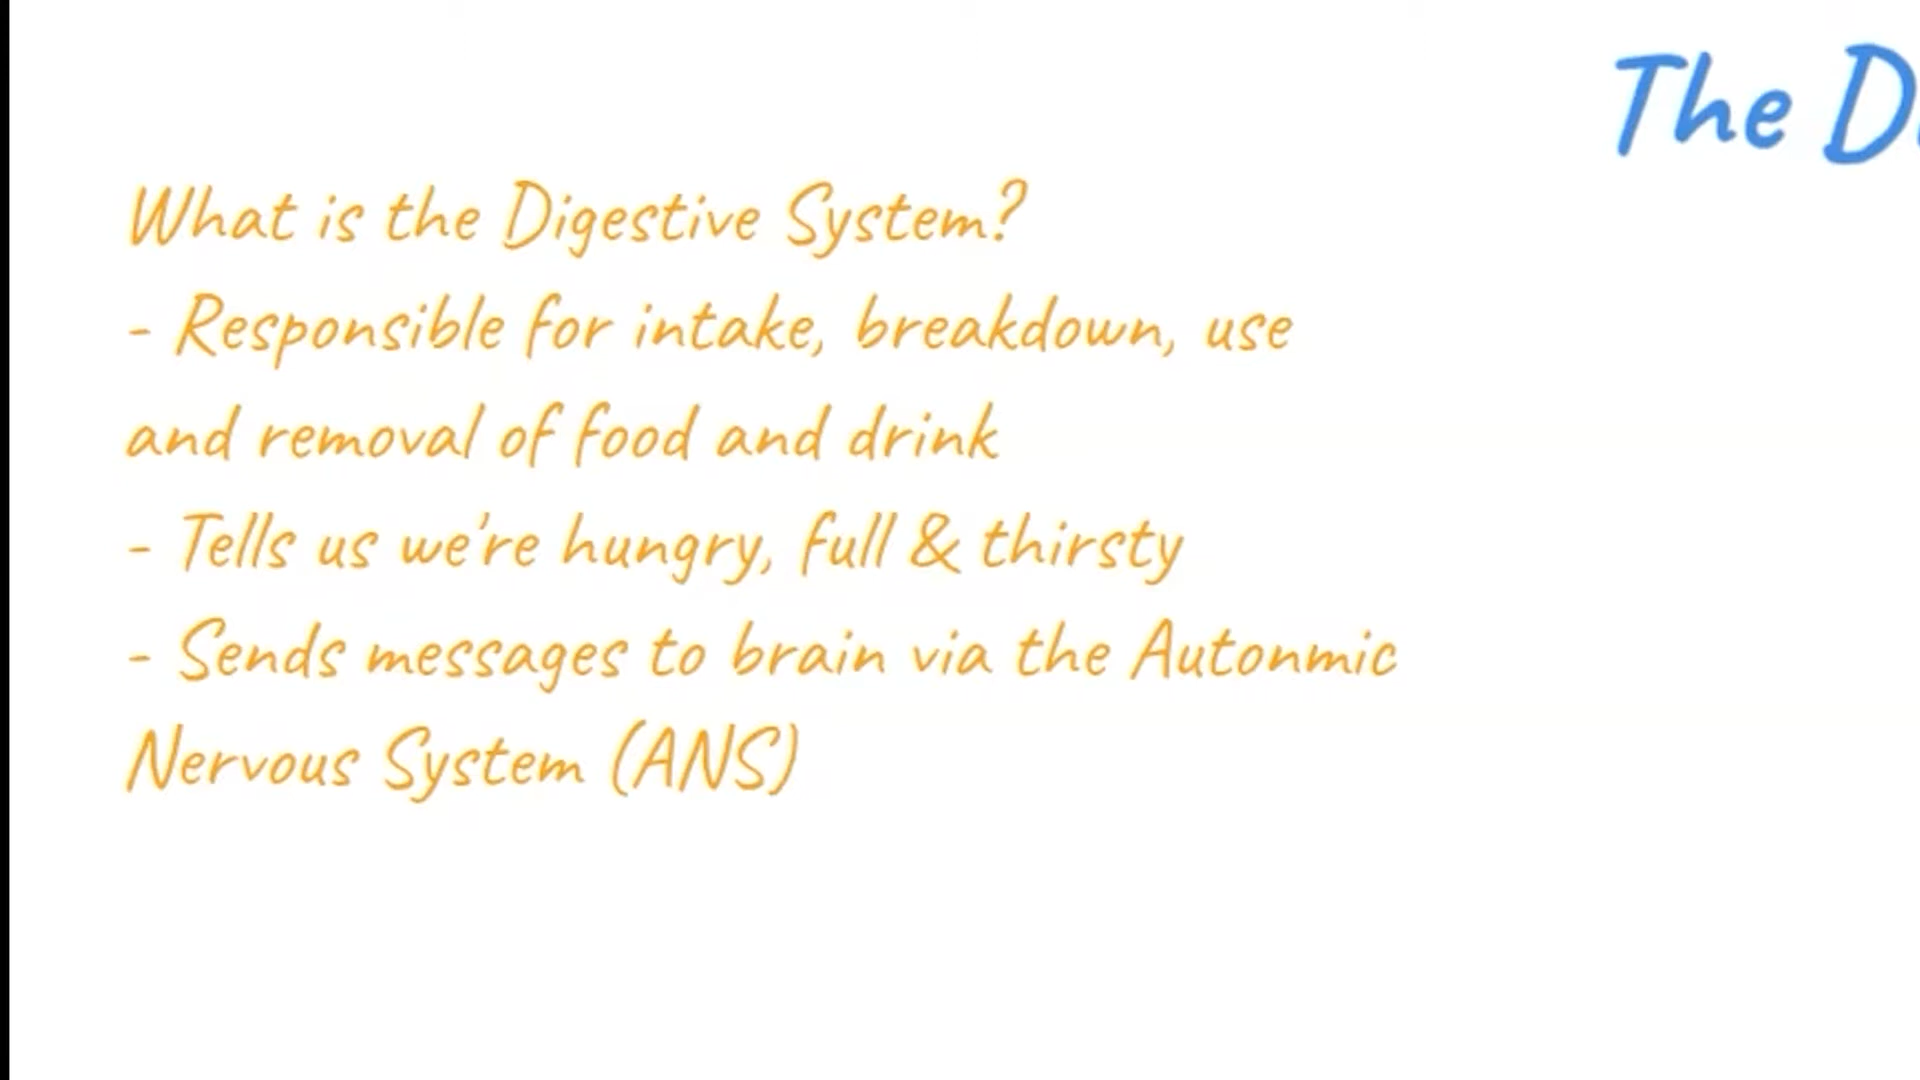 The D
What is the Digestive System?
- Responsible for intake, breakdown, use
and removal of food and drink
- Tells us we're hungry, full & thirsty
- Sends messages to brain via the Autonmic
Nervous System (ANS)